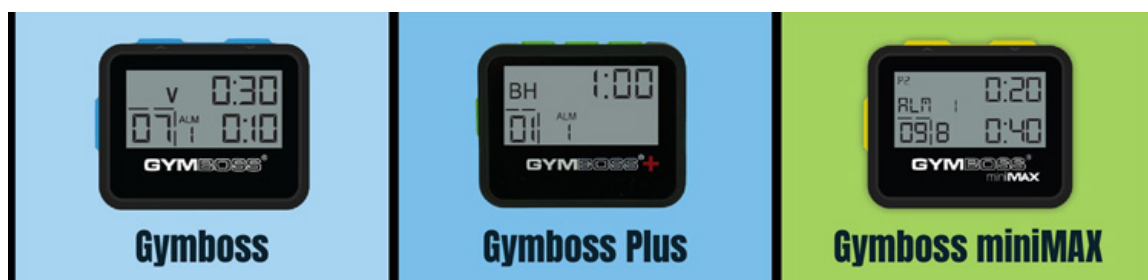 V 0:30
07 ALM 1 0:10
GYMBOSS®
Gymboss
BH 1:00
01 ALM 1
GYMBOSS+
Gymboss Plus
P2 0:20
ALM 1
09 8 0:40
GYMBOSS®
miniMAX
Gymboss miniMAX